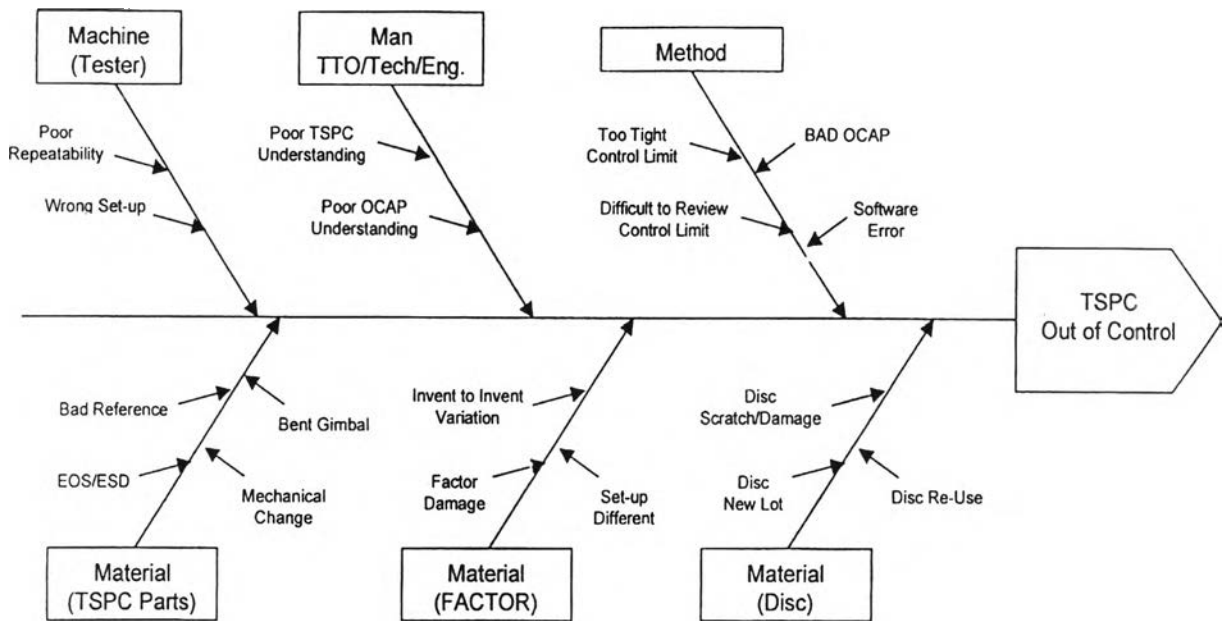 Machine
(Tester)
Man
TTO/Tech/Eng.
Method
Poor
Repeatability
Wrong Set-up
Poor TSPC
Understanding
Poor OCAP
Understanding
Too Tight
Control Limit
BAD OCAP
Difficult to Review
Control Limit
Software
Error
TSPC
Out of Control
Bad Reference
Bent Gimbal
EOS/ESD
Mechanical
Change
Invent to Invent
Variation
Factor
Damage
Set-up
Different
Disc
Scratch/Damage
Disc
New Lot
Disc Re-Use
Material
(TSPC Parts)
Material
(FACTOR)
Material
(Disc)